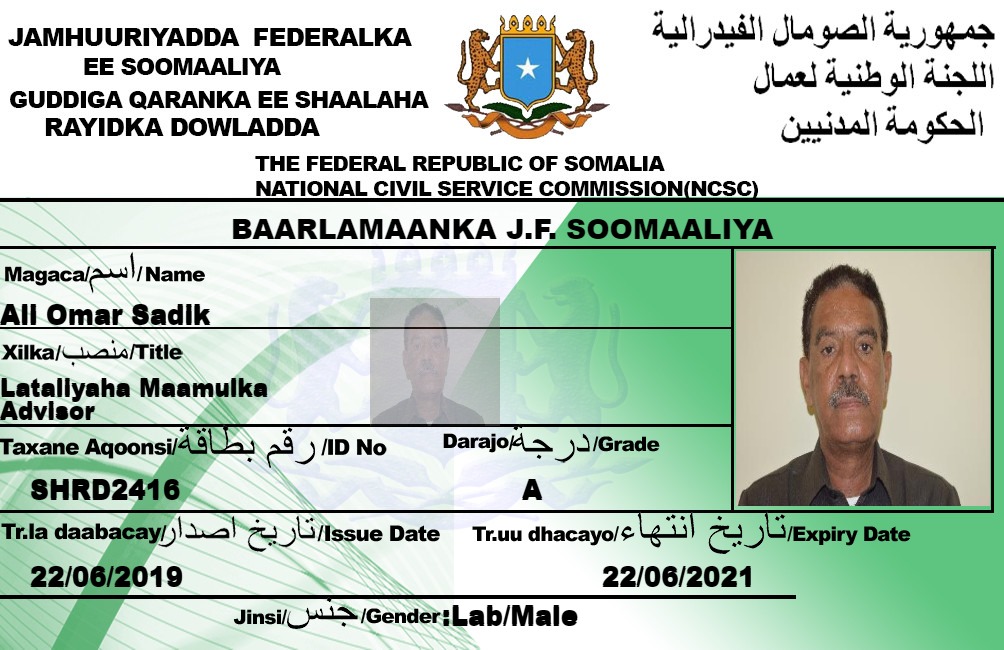 JAMHUURIYADDA FEDERALKA
EE SOOMAALIYA
GUDDIGA QARANKA EE SHAALAHA
RAYIDKA DOWLADDA
جمهورية الصومال الفيدرالية
اللجنة الوطنية لعمال
الحكومة المدنيين
THE FEDERAL REPUBLIC OF SOMALIA
NATIONAL CIVIL SERVICE COMMISSION(NCSC)
BAARLAMAANKA J.F. SOOMAALIYA
Magaca/اسم/Name
Ali Omar Sadik
Xilka/منصب/Title
Lataliyaha Maamulka
Advisor
Taxane Aqoonsi/رقم بطاقة/ID No Darajo/درجة/Grade
SHRD2416 A
Tr.la daabacay/تاريخ اصدار/Issue Date Tr.uu dhacayo/تاريخ انتهاء/Expiry Date
22/06/2019 22/06/2021
Jinsi/جنس/Gender:Lab/Male